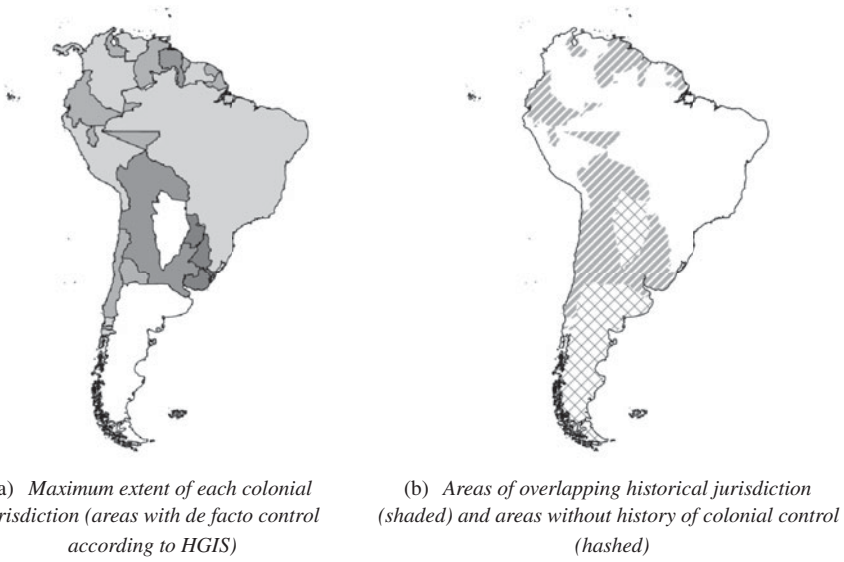 a) Maximum extent of each colonial
risdiction (areas with de facto control
according to HGIS)
(b) Areas of overlapping historical jurisdiction
(shaded) and areas without history of colonial control
(hashed)